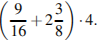 (9/16 + 2 3/8) · 4.